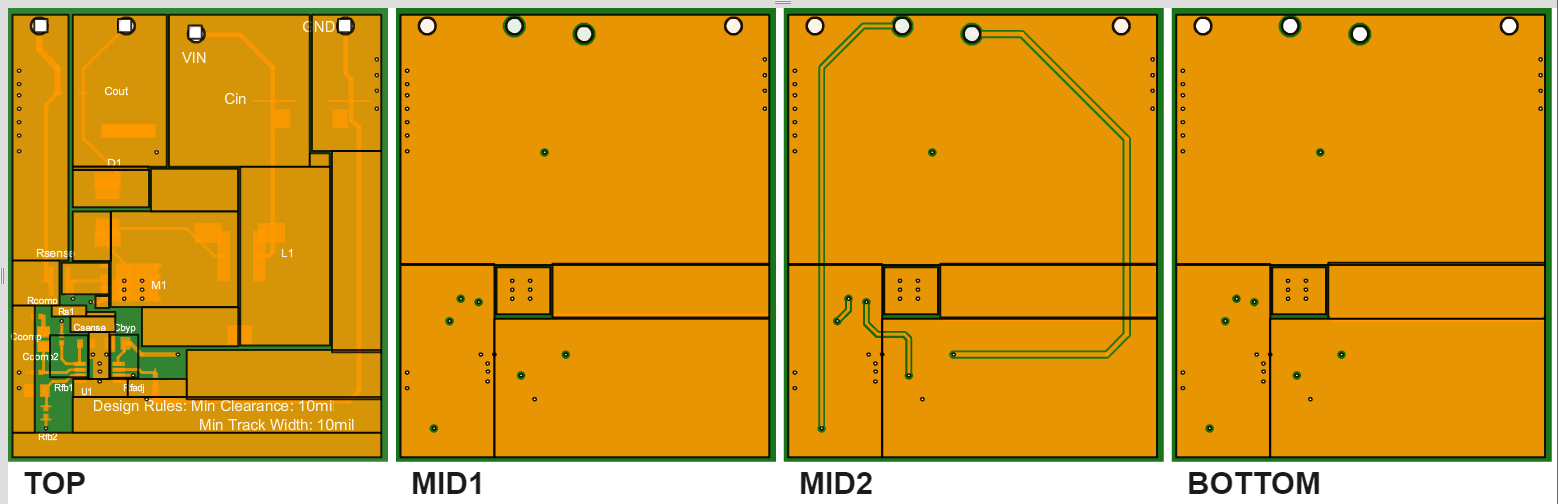 GND
VIN
Cout
Cin
D1
Rsense
L1
M1
Rcomp
Rs1
Csense
Cbyp
Ccomp
Ccomp2
Rfb1
U1
Rfadj
Design Rules: Min Clearance: 10mil
Min Track Width: 10mil
Rfb2
TOP
MID1
MID2
BOTTOM